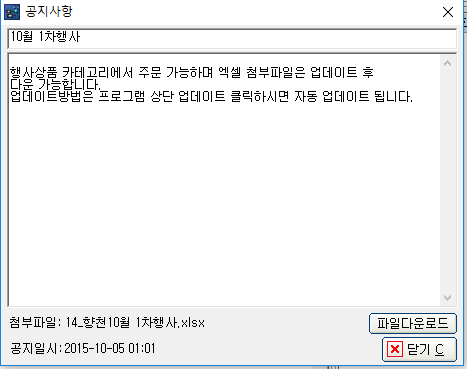 공지사항
10월 1차행사
행사상품 카테고리에서 주문 가능하며 엑셀 첨부파일은 업데이트 후
다운 가능합니다.
업데이트방법은 프로그램 상단 업데이트 클릭하시면 자동 업데이트 됩니다.
첨부파일: 14_향천10월 1차행사.xlsx
파일다운로드
공지일시:2015-10-05 01:01
닫기 C